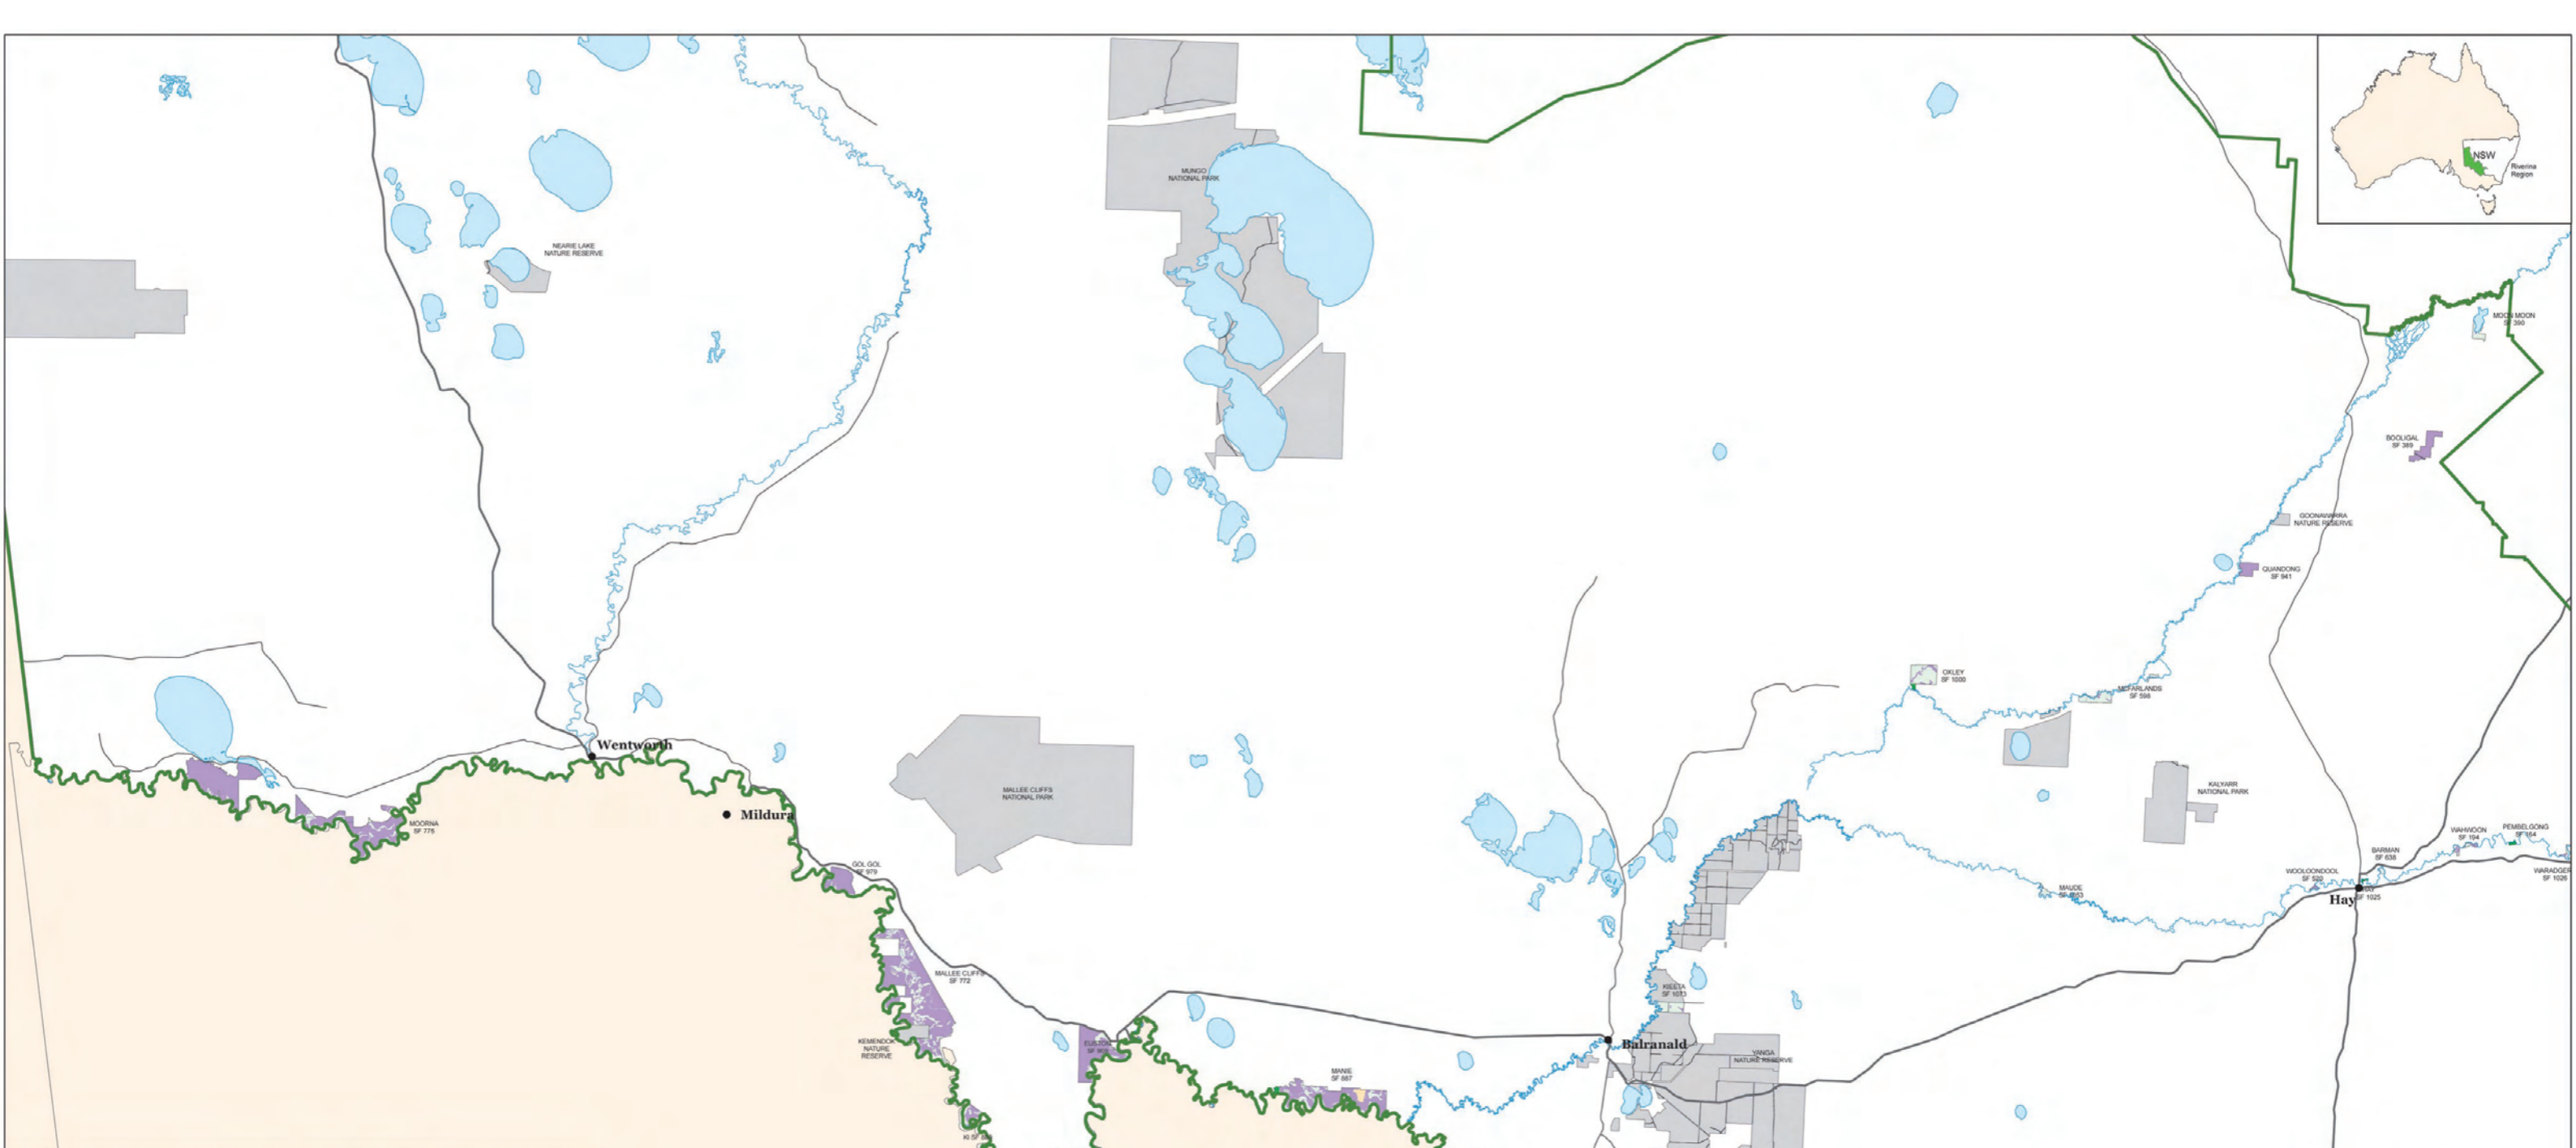 NSW
Riverina
Region
MUNGO
NATIONAL PARK
NEARIE LAKE
NATURE RESERVE
MOON MOON
SF 390
BOOLIGAL
SF 389
GOONAWARRA
NATURE RESERVE
QUANDONG
SF 941
OXLEY
SF 1000
MCFARLANDS
SF 598
Wentworth
MALLEE CLIFFS
NATIONAL PARK
KALYARR
NATIONAL PARK
Mildura
MOORNA
SF 776
GOL GOL
SF 979
WAHWOON
SF 194
PEMBELGONG
BARMAN
SF 638
WOOLOONDOOL
SF 520
WARADGER
SF 1026
MAUDE
Hay
SF 1025
MALLEE CLIFFS
SF 772
KIEETA
SF 1073
KEMENDOK
NATURE
RESERVE
EUSTON
Balranald
YANGA
NATURE RESERVE
MANIE
SF 887